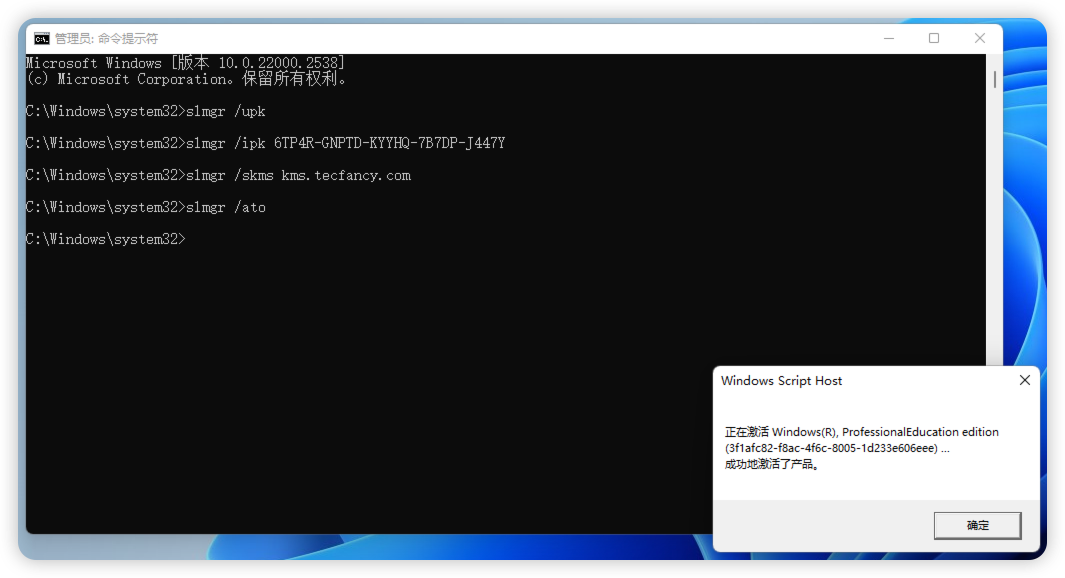 管理员: 命令提示符
Microsoft Windows [版本 10.0.22000.2538]
(c) Microsoft Corporation。保留所有权利。
C:\Windows\system32>slmgr /upk
C:\Windows\system32>slmgr /ipk 6TP4R-GNPTD-KYYHQ-7B7DP-J447Y
C:\Windows\system32>slmgr /skms kms.tecfancy.com
C:\Windows\system32>slmgr /ato
C:\Windows\system32>
Windows Script Host
正在激活 Windows(R), ProfessionalEducation edition
(3f1afc82-f8ac-4f6c-8005-1d233e606eee) ...
成功地激活了产品。
确定